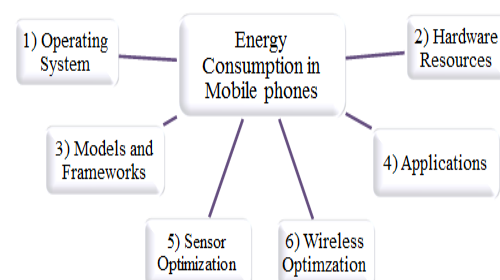 Energy
Consumption in
Mobile phones
1) Operating
System
2) Hardware
Resources
3) Models and
Frameworks
4) Applications
5) Sensor
Optimization
6) Wireless
Optimzation